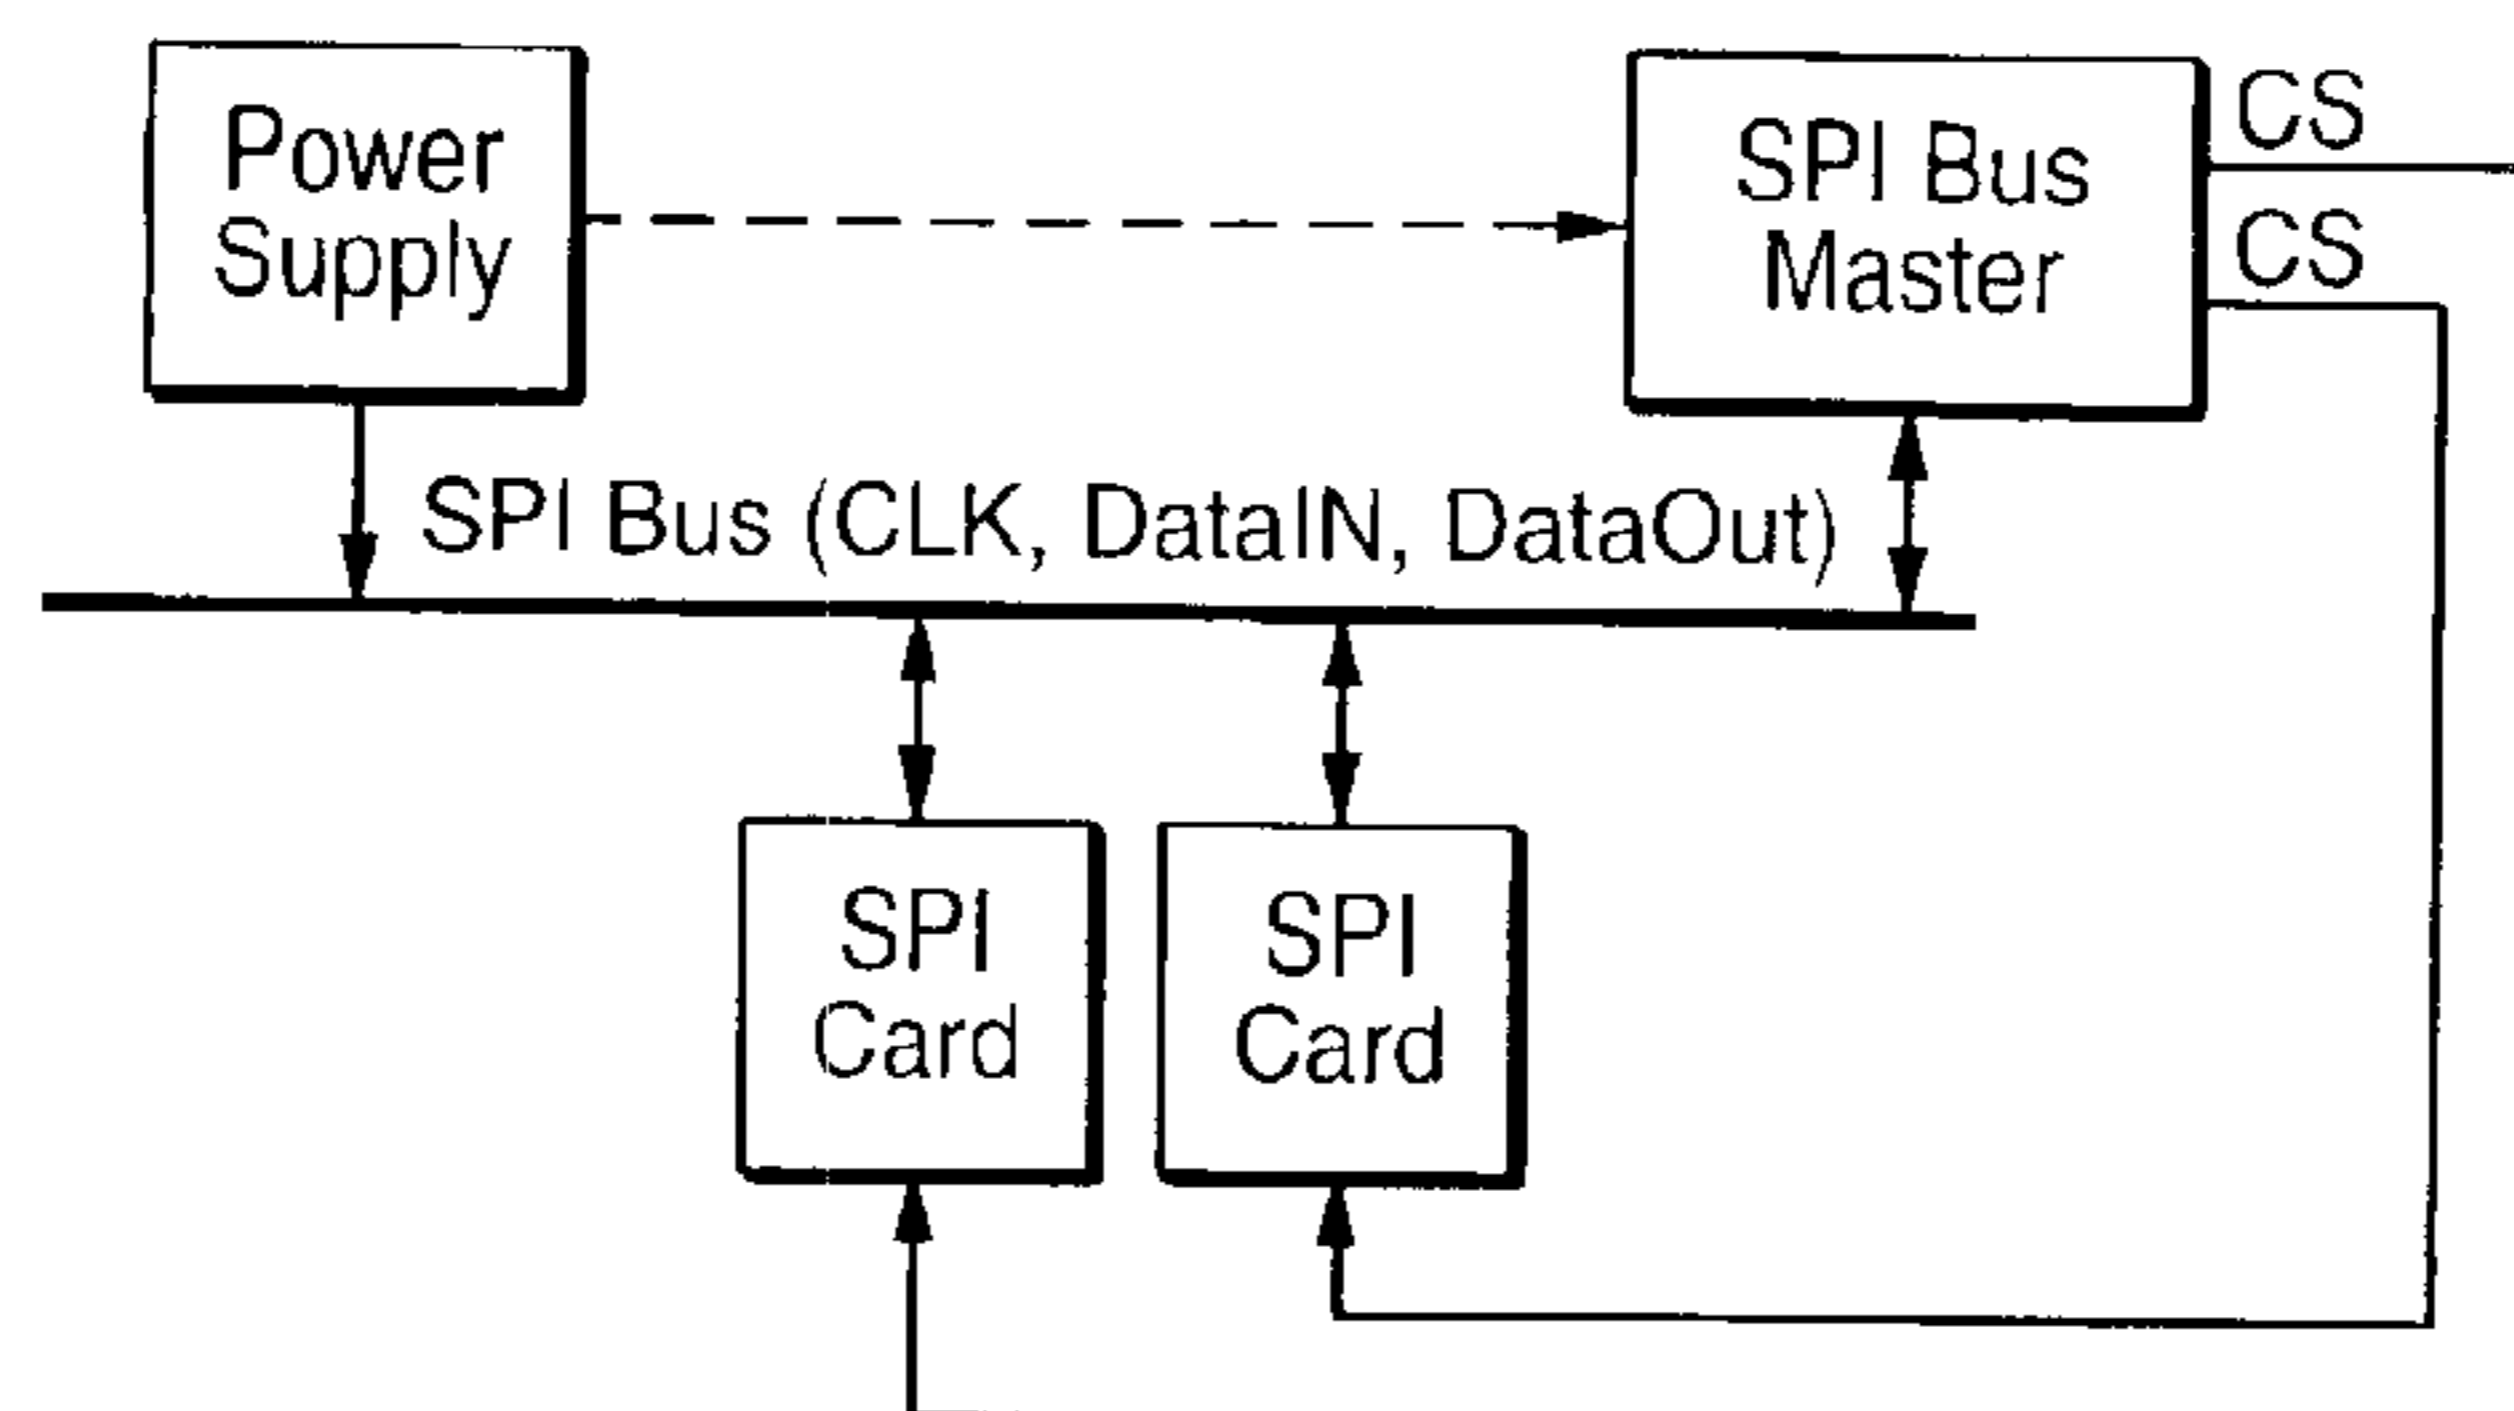 Power
Supply
SPI Bus
Master
CS
CS
SPI Bus (CLK, DataIN, DataOut)
SPI
Card
SPI
Card